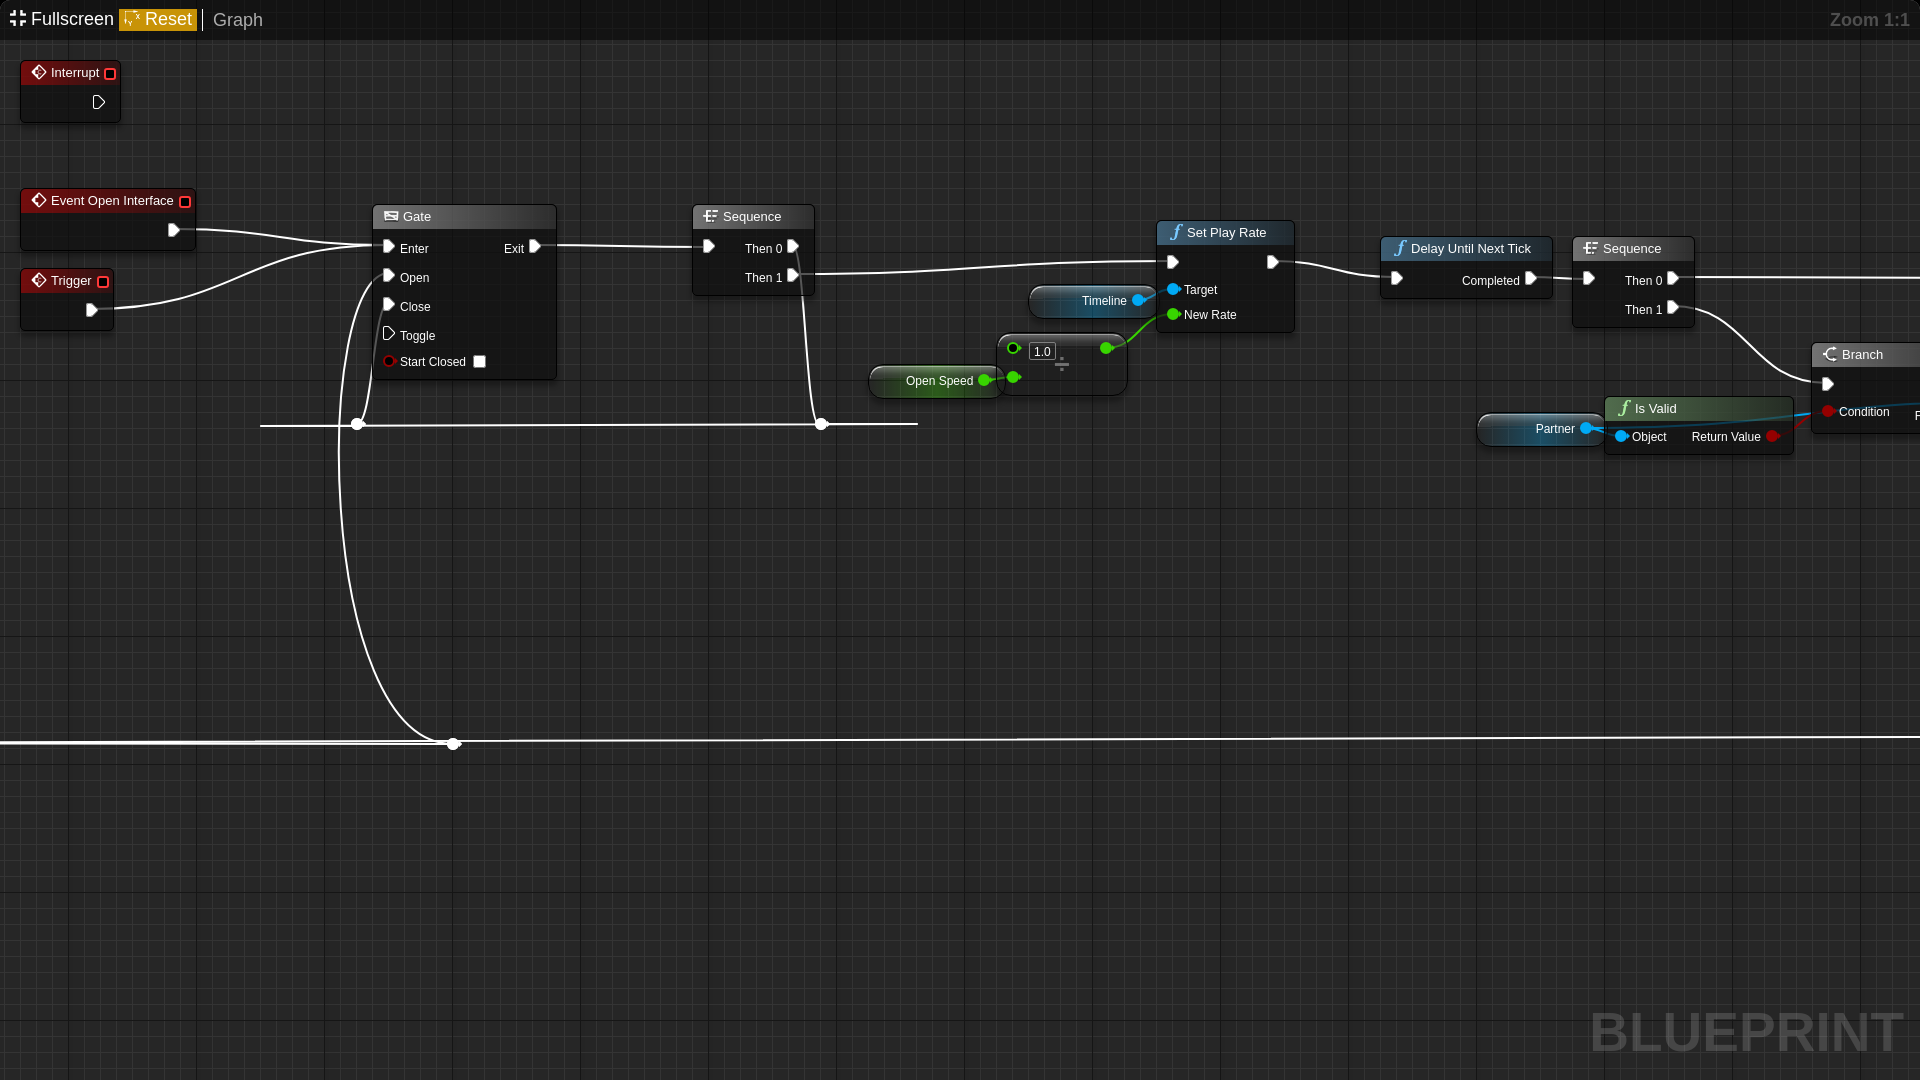 Fullscreen Reset Graph Zoom 1:1
Interrupt
Event Open Interface
Trigger
Gate
Enter Exit
Open
Close
Toggle
Start Closed
Sequence
Then 0
Then 1
Set Play Rate
Target
New Rate
Timeline
1.0 ÷
Open Speed
Delay Until Next Tick
Completed
Sequence
Then 0
Then 1
Branch
Condition
Partner
Is Valid
Object Return Value
BLUEPRINT